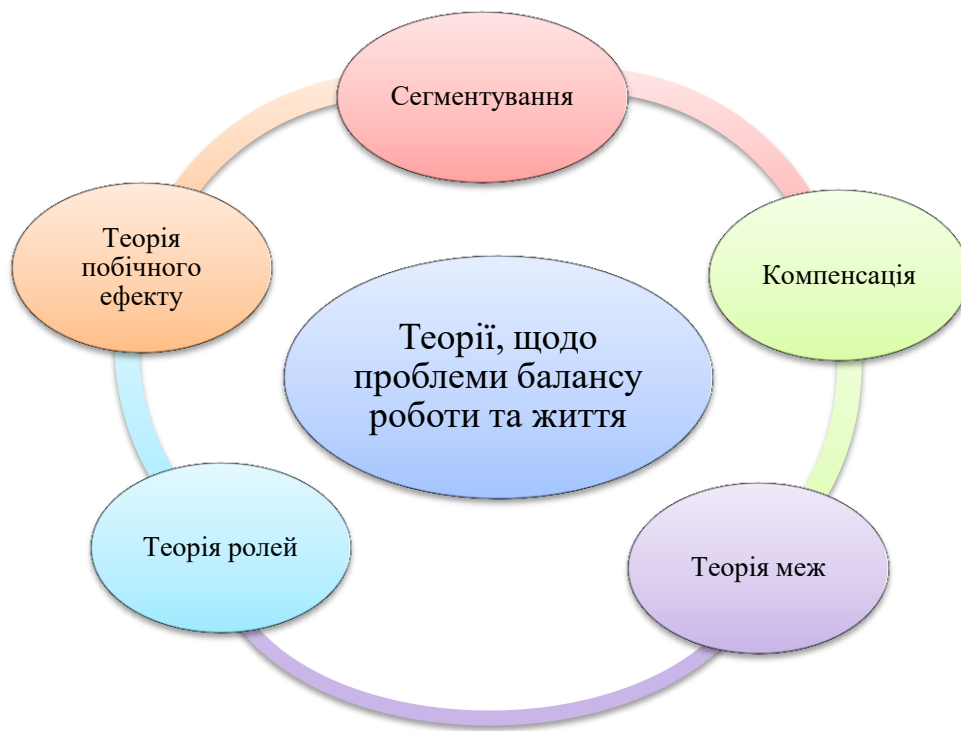 Сегментування
Теорія
побічного
ефекту
Компенсація
Теорії, щодо
проблеми балансу
роботи та життя
Теорія ролей
Теорія меж